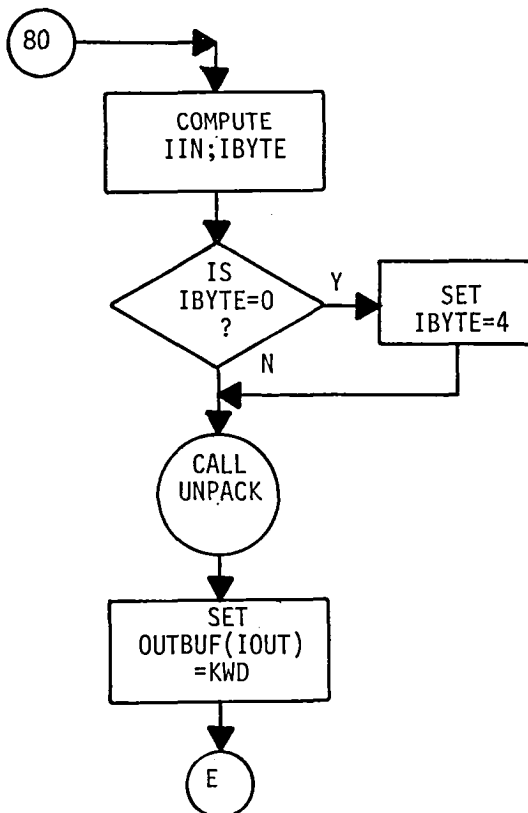 80
COMPUTE
IIN;IBYTE
IS
IBYTE=0
?
Y
SET
IBYTE=4
N
CALL
UNPACK
SET
OUTBUF(IOUT)
=KWD
E